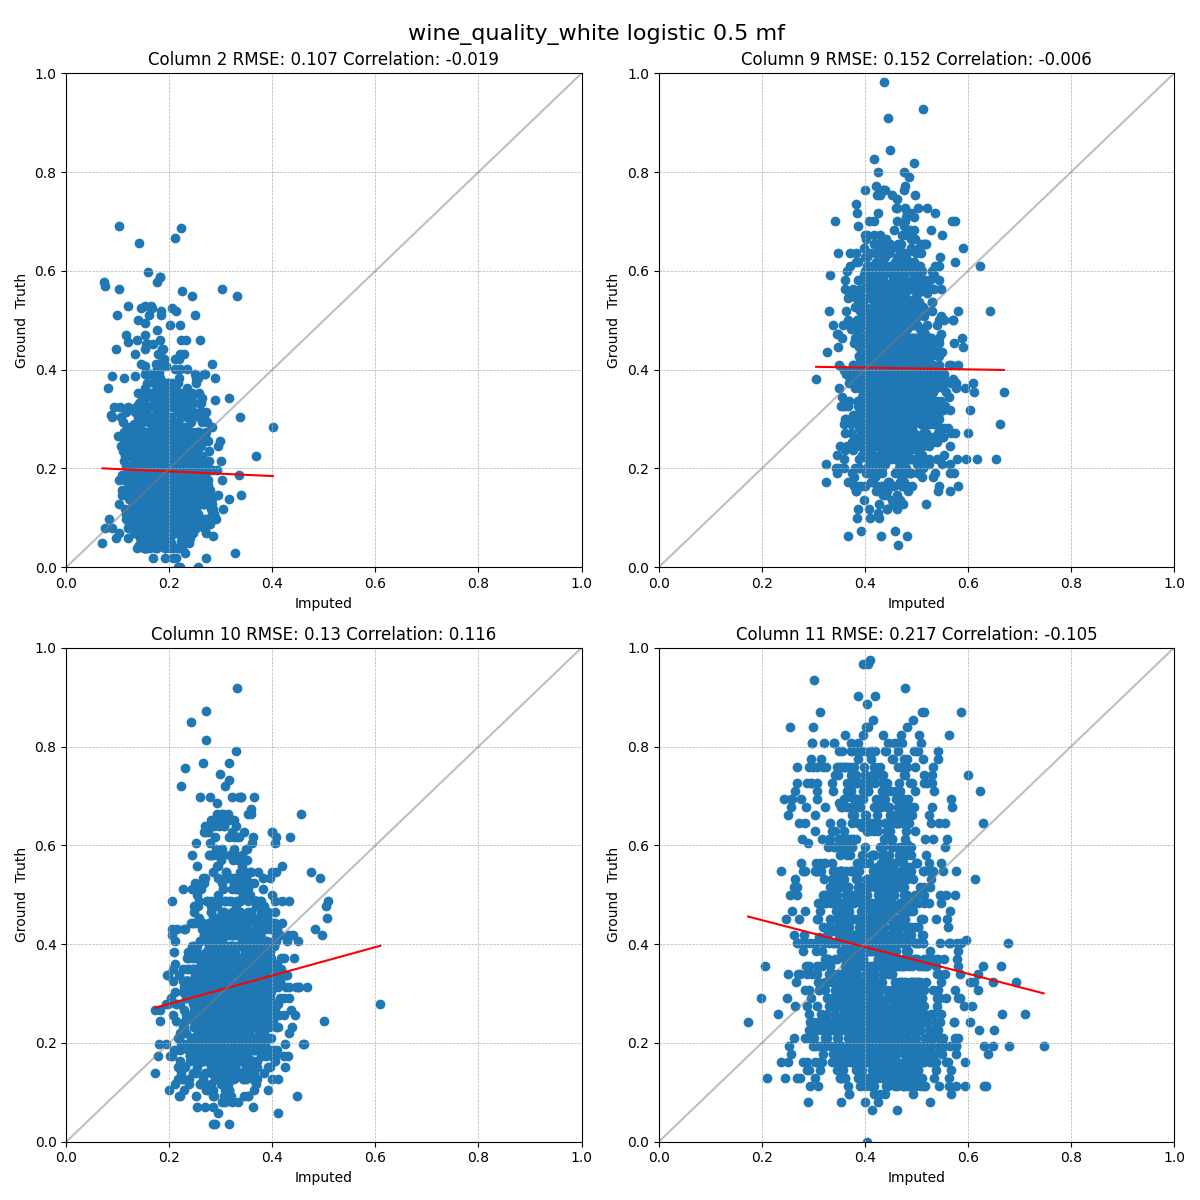 wine_quality_white logistic 0.5 mf
Column 2 RMSE: 0.107 Correlation: -0.019
1.0
0.8
0.6
0.4
0.2
0.0
Ground Truth
0.0 0.2 0.4 0.6 0.8 1.0
Imputed
Column 9 RMSE: 0.152 Correlation: -0.006
1.0
0.8
0.6
0.4
0.2
0.0
Ground Truth
0.0 0.2 0.4 0.6 0.8 1.0
Imputed
Column 10 RMSE: 0.13 Correlation: 0.116
1.0
0.8
0.6
0.4
0.2
0.0
Ground Truth
0.0 0.2 0.4 0.6 0.8 1.0
Imputed
Column 11 RMSE: 0.217 Correlation: -0.105
1.0
0.8
0.6
0.4
0.2
0.0
Ground Truth
0.0 0.2 0.4 0.6 0.8 1.0
Imputed